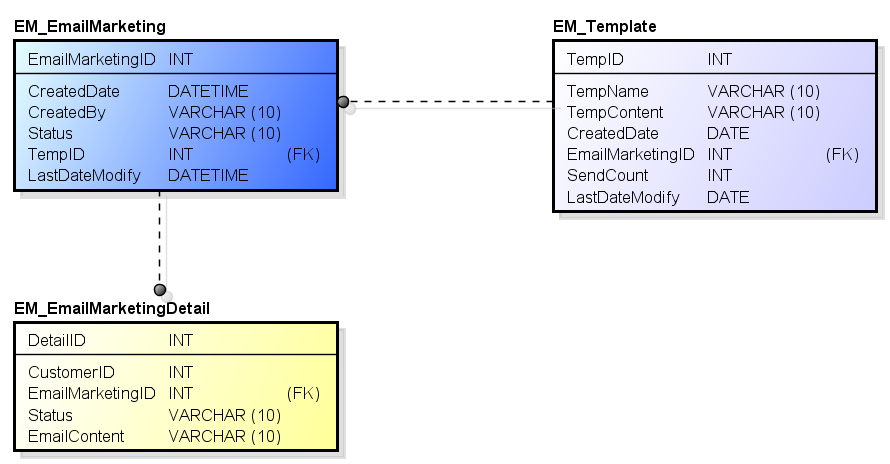 EM_EmailMarketing
EmailMarketingID INT
CreatedDate DATETIME
CreatedBy VARCHAR (10)
Status VARCHAR (10)
TempID INT (FK)
LastDateModify DATETIME
EM_Template
TempID INT
TempName VARCHAR (10)
TempContent VARCHAR (10)
CreatedDate DATE
EmailMarketingID INT (FK)
SendCount INT
LastDateModify DATE
EM_EmailMarketingDetail
DetailID INT
CustomerID INT
EmailMarketingID INT (FK)
Status VARCHAR (10)
EmailContent VARCHAR (10)